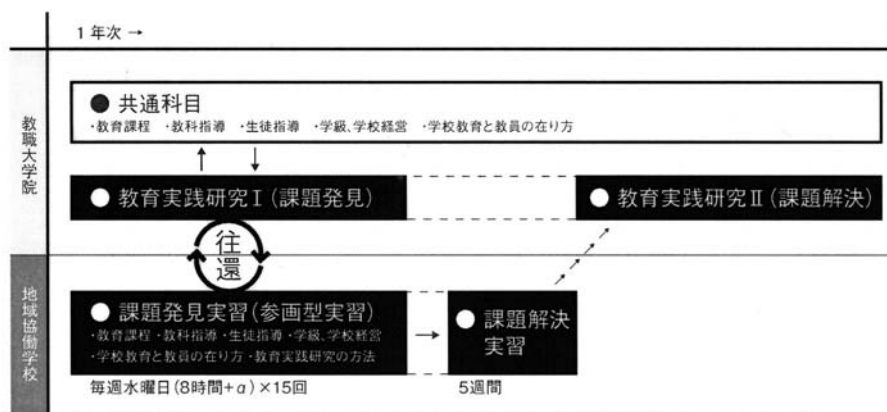 1年次 →
教職大学院
● 共通科目
・教育課程 ・教科指導 ・生徒指導 ・学級、学校経営 ・学校教育と教員の在り方
● 教育実践研究Ⅰ(課題発見)
● 教育実践研究Ⅱ(課題解決)
往還
地域協働学校
● 課題発見実習(参画型実習)
・教育課程 ・教科指導 ・生徒指導 ・学級、学校経営
・学校教育と教員の在り方 ・教育実践研究の方法
● 課題解決
実習
毎週水曜日(8時間+α)×15回
5週間